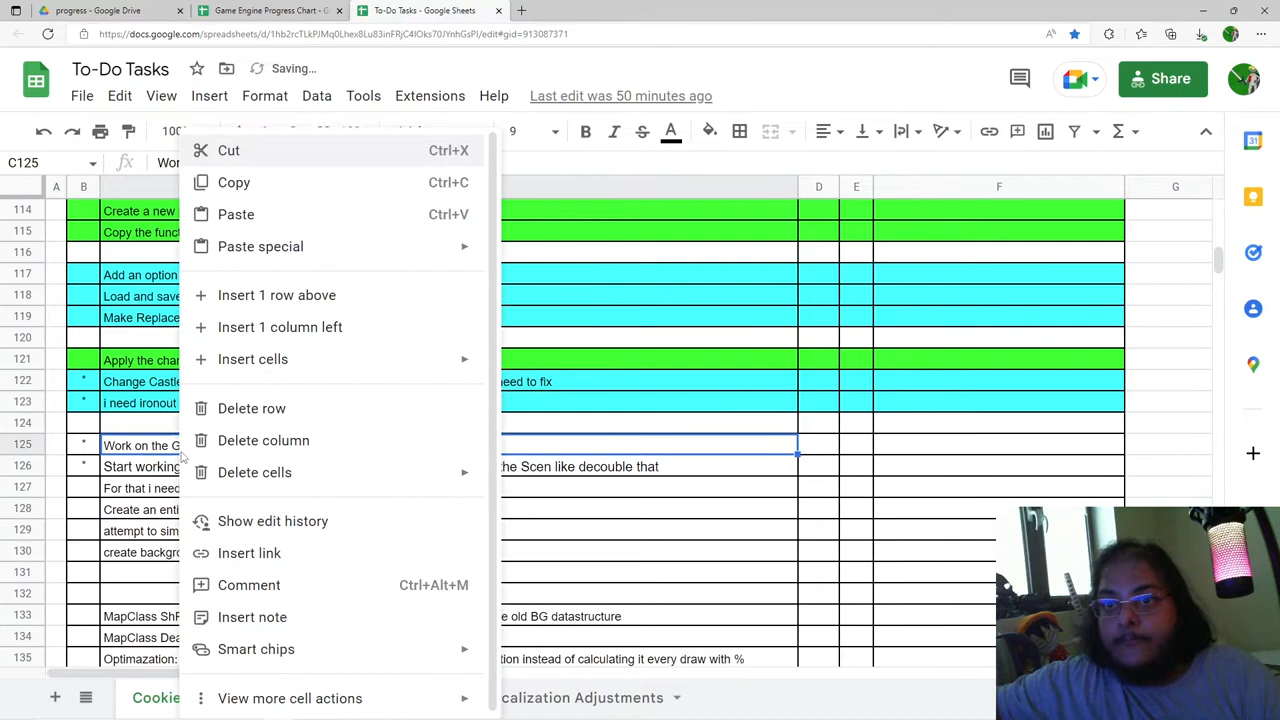 progress - Google Drive
Game Engine Progress Chart - G
To-Do Tasks - Google Sheets
https://docs.google.com/spreadsheets/d/1hb2rcTLkPJMq0Lhex8Lu83inFRjC4IOks70JYnhGsPI/edit#gid=913087371
To-Do Tasks
Saving...
Share
File Edit View Insert Format Data Tools Extensions Help Last edit was 50 minutes ago
9
C125
Wor
A B D E F G
114 Create a new
115 Copy the funct
116
117 Add an option
118 Load and save
119 Make Replace
120
121 Apply the char
122 * Change Castle need to fix
123 * i need ironout
124
125 * Work on the G
126 * Start working the Scen like decouble that
127 For that i need
128 Create an enti
129 attempt to sim
130 create backgro
131
132
133 MapClass ShF e old BG datastructure
134 MapClass Dea
135 Optimazation: tion instead of calculating it every draw with %
Cut Ctrl+X
Copy Ctrl+C
Paste Ctrl+V
Paste special
Insert 1 row above
Insert 1 column left
Insert cells
Delete row
Delete column
Delete cells
Show edit history
Insert link
Comment Ctrl+Alt+M
Insert note
Smart chips
View more cell actions
Cookie
calization Adjustments